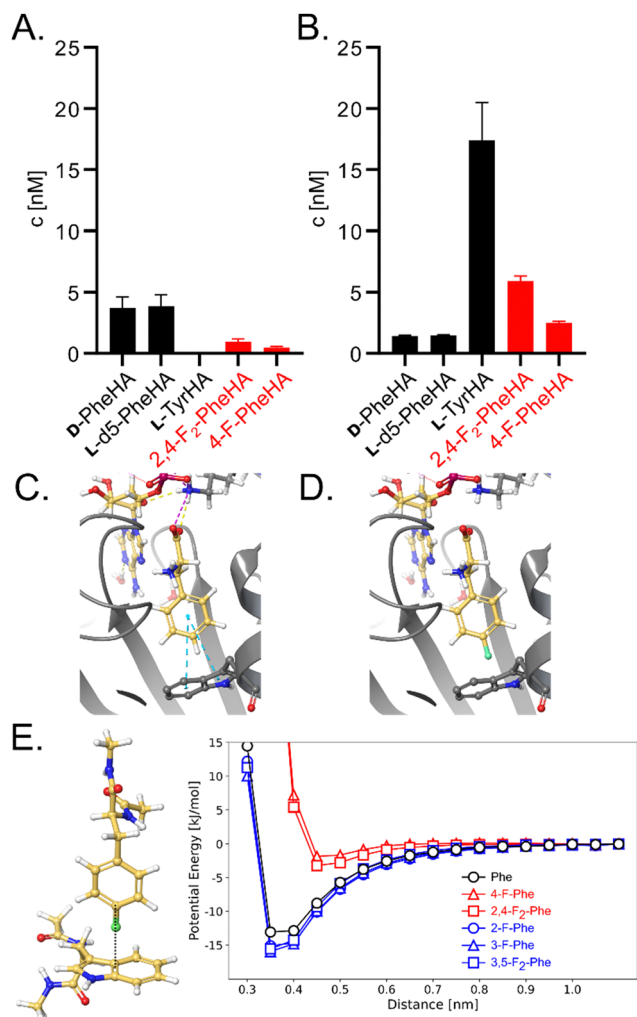 A.
25
20
15
10
5
0
c [nM]
D-PheHA
L-d5-PheHA
L-TyrHA
2,4-F₂-PheHA
4-F-PheHA
B.
25
20
15
10
5
0
c [nM]
D-PheHA
L-d5-PheHA
L-TyrHA
2,4-F₂-PheHA
4-F-PheHA
C.
D.
E.
15
10
5
0
-5
-10
-15
Potential Energy [kJ/mol]
Phe
4-F-Phe
2,4-F₂-Phe
2-F-Phe
3-F-Phe
3,5-F₂-Phe
0.3 0.4 0.5 0.6 0.7 0.8 0.9 1.0
Distance [nm]